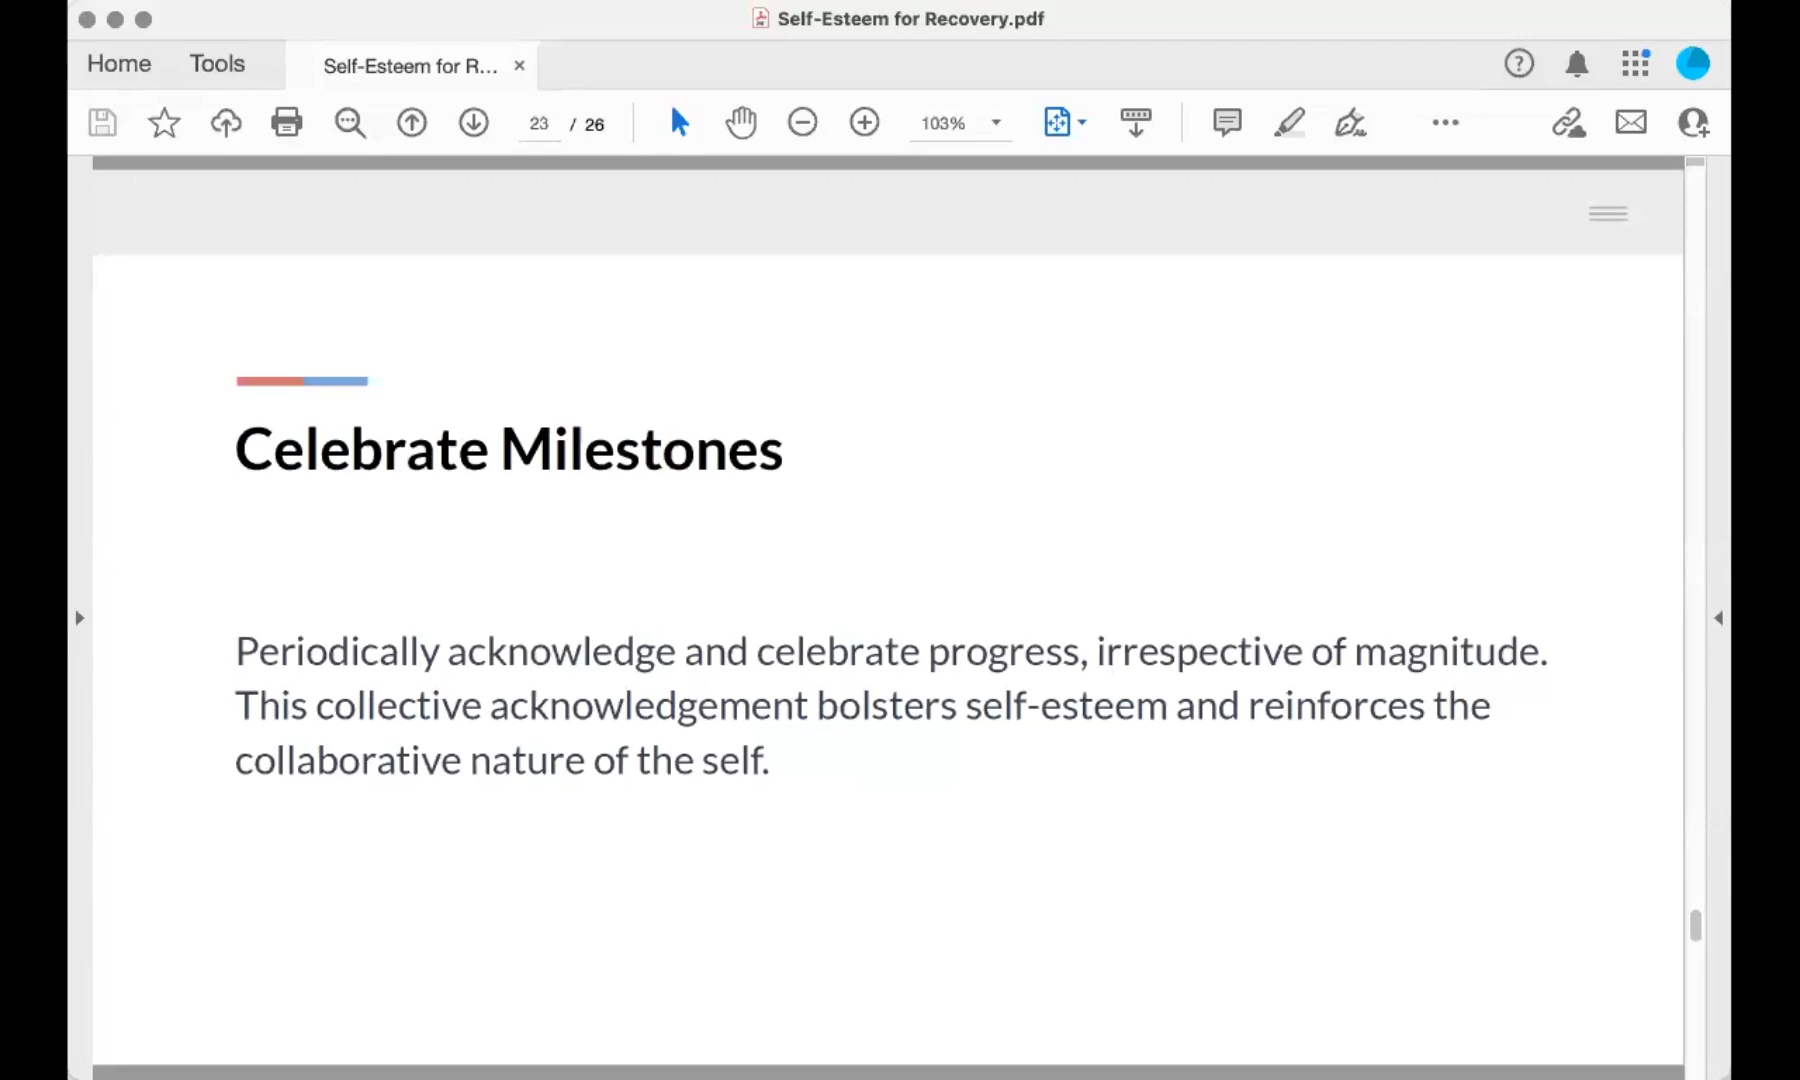 Self-Esteem for Recovery.pdf
Home Tools Self-Esteem for R... ×
23 / 26 103%
Celebrate Milestones
Periodically acknowledge and celebrate progress, irrespective of magnitude.
This collective acknowledgement bolsters self-esteem and reinforces the
collaborative nature of the self.